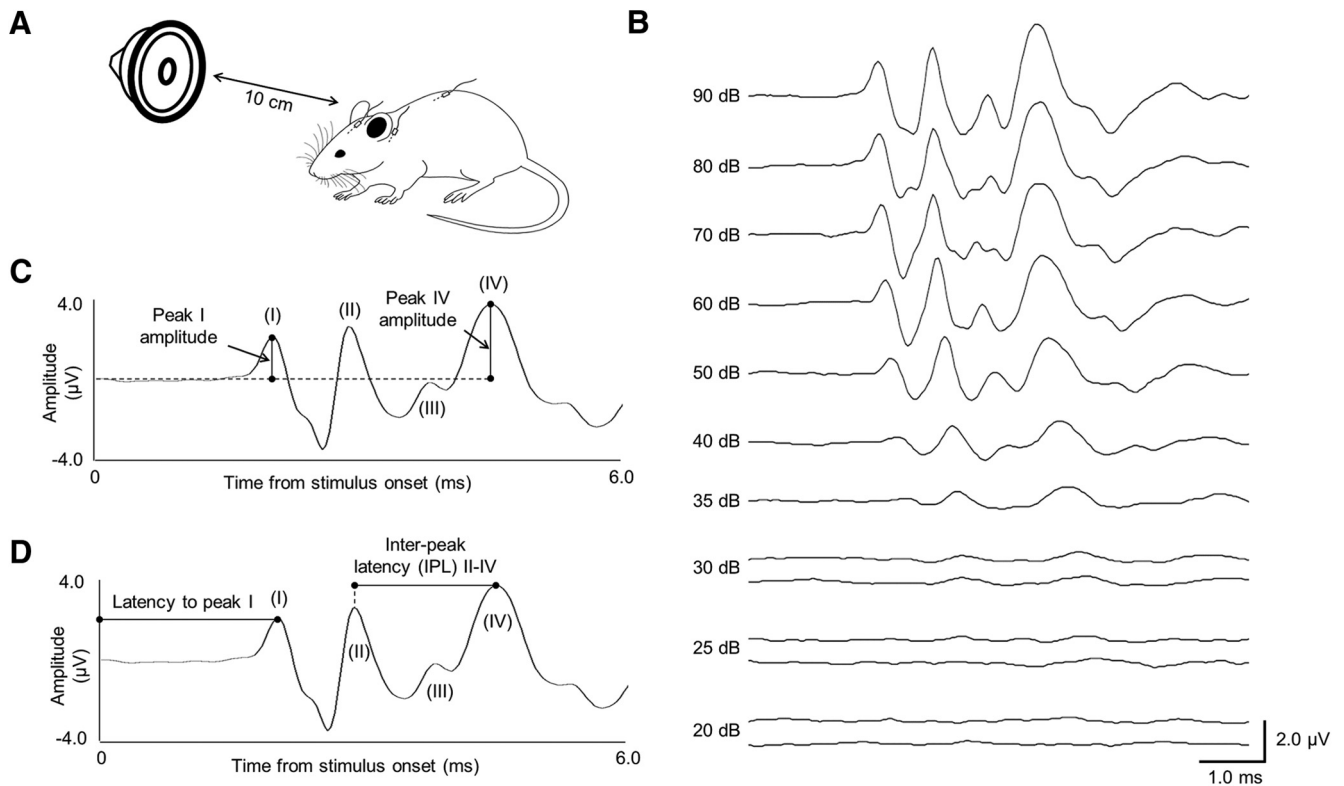 A
10 cm
B
90 dB
80 dB
70 dB
60 dB
50 dB
40 dB
35 dB
30 dB
25 dB
20 dB
2.0 µV
1.0 ms
C
4.0
Peak I
amplitude
(I)
(II)
Peak IV
amplitude
(IV)
(III)
Amplitude
(µV)
-4.0
0
6.0
Time from stimulus onset (ms)
D
4.0
Latency to peak I
(I)
Inter-peak
latency (IPL) II-IV
(II)
(III)
(IV)
Amplitude
(µV)
-4.0
0
6.0
Time from stimulus onset (ms)